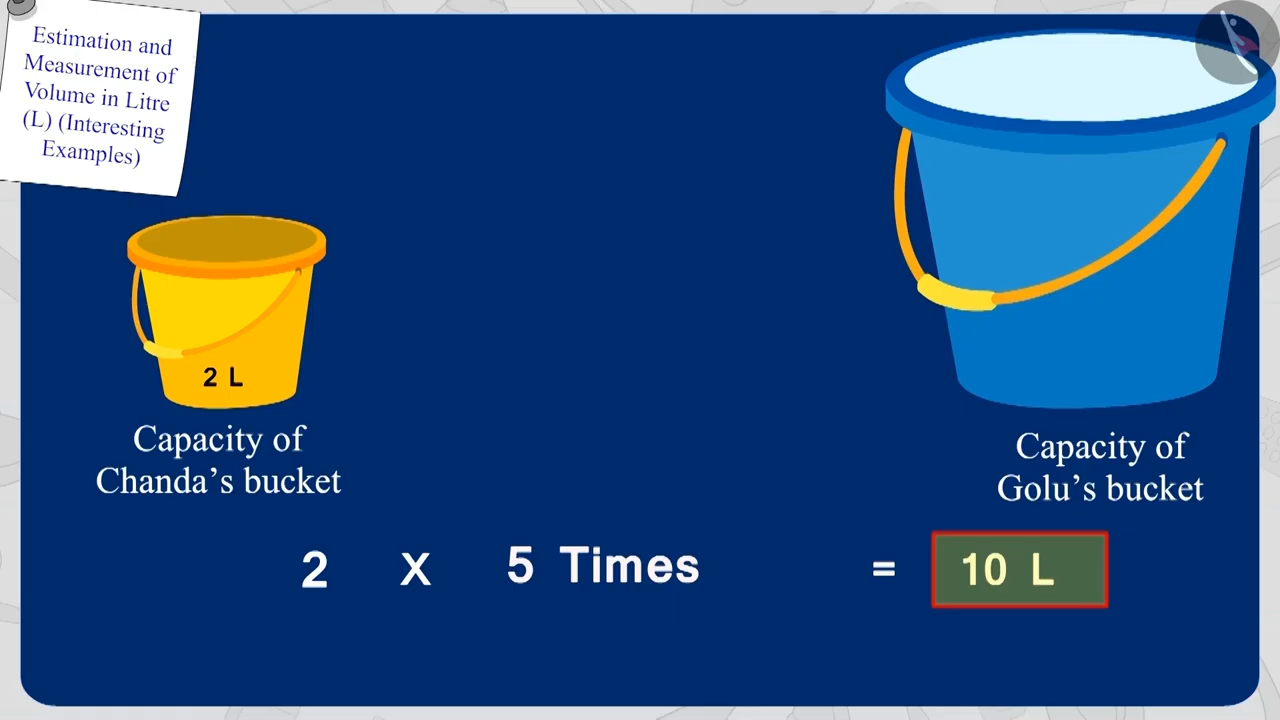 Estimation and
Measurement of
Volume in Litre
(L) (Interesting
Examples)
2 L
Capacity of
Chanda's bucket
Capacity of
Golu's bucket
2 X 5 Times = 10 L